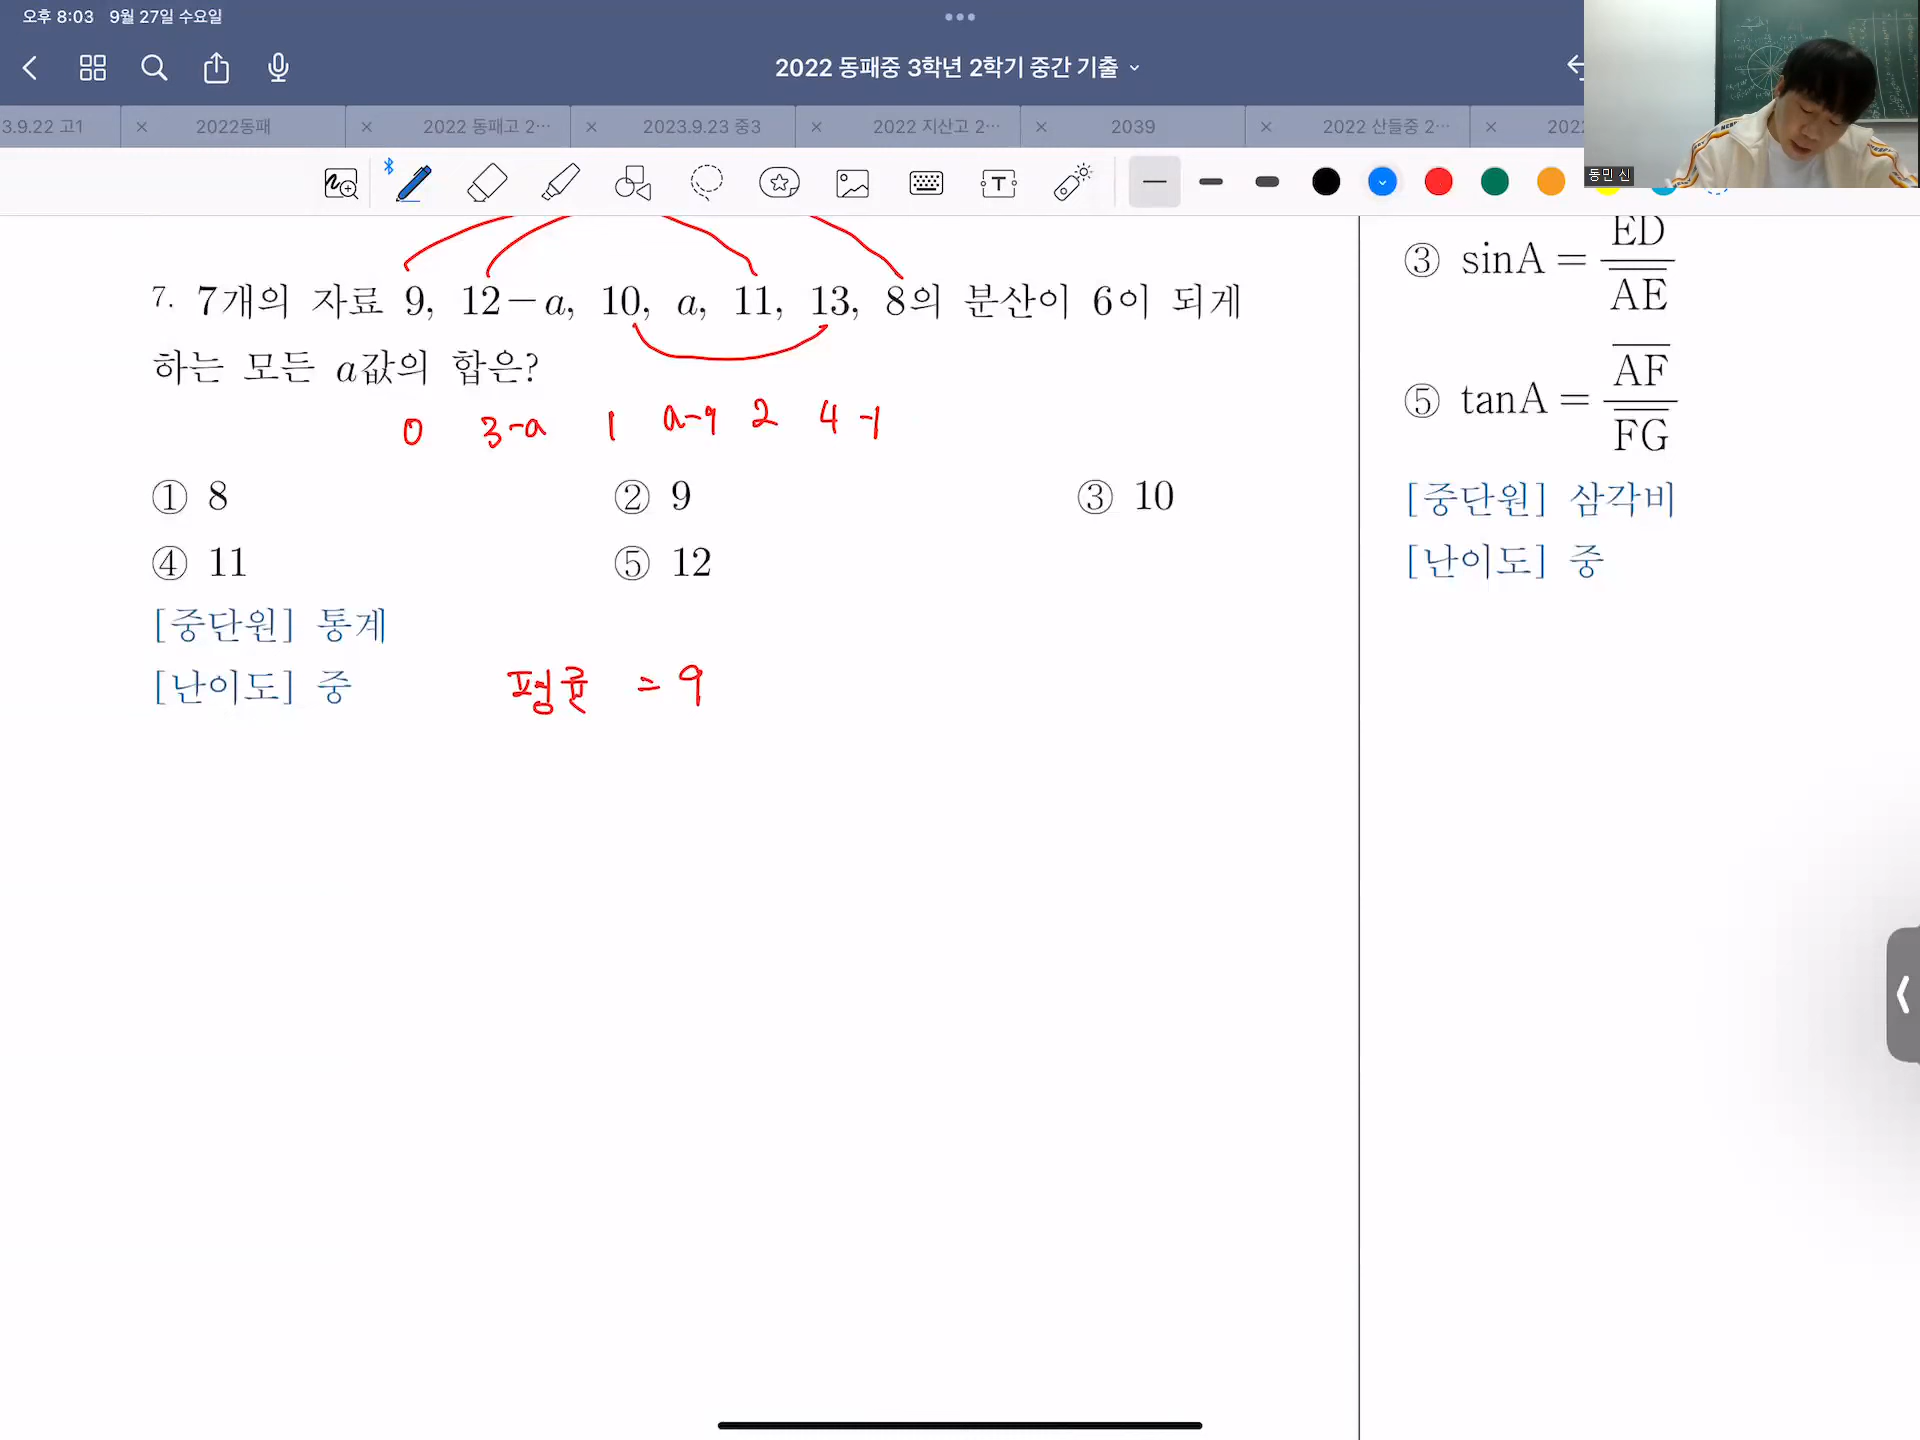 오후 8:03 9월 27일 수요일
2022 동패중 3학년 2학기 중간 기출
3.9.22 고1
2022동패
2022 동패고 2…
2023.9.23 중3
2022 지산고 2…
2039
2022 산들중 2…
2022
동민 신
7. 7개의 자료 9, 12－a, 10, a, 11, 13, 8의 분산이 6이 되게
하는 모든 a값의 합은?
0 3-a 1 a-9 2 4 -1
① 8 ② 9 ③ 10
④ 11 ⑤ 12
[중단원] 통계
[난이도] 중
평균 = 9
③ sinA = ED / AE
⑤ tanA = AF / FG
[중단원] 삼각비
[난이도] 중